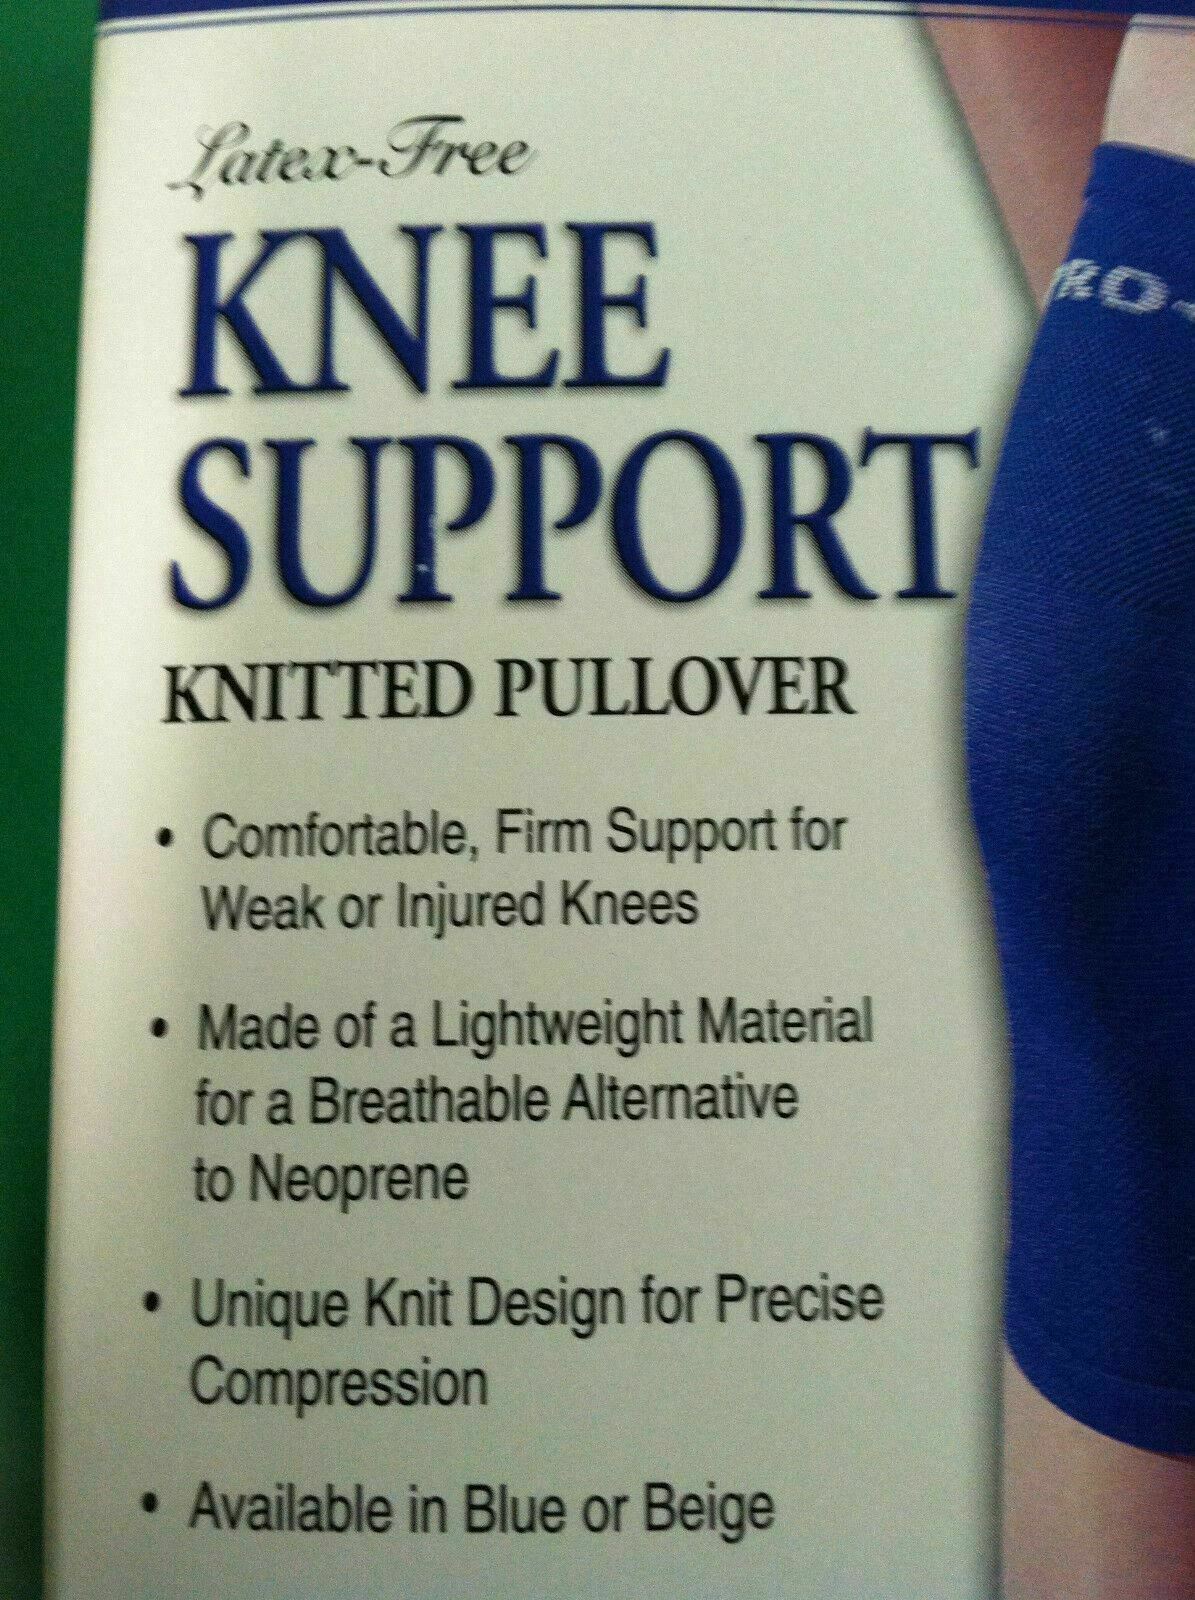 Latex-Free
KNEE
SUPPORT
KNITTED PULLOVER
• Comfortable, Firm Support for
Weak or Injured Knees
• Made of a Lightweight Material
for a Breathable Alternative
to Neoprene
• Unique Knit Design for Precise
Compression
• Available in Blue or Beige
PRO-